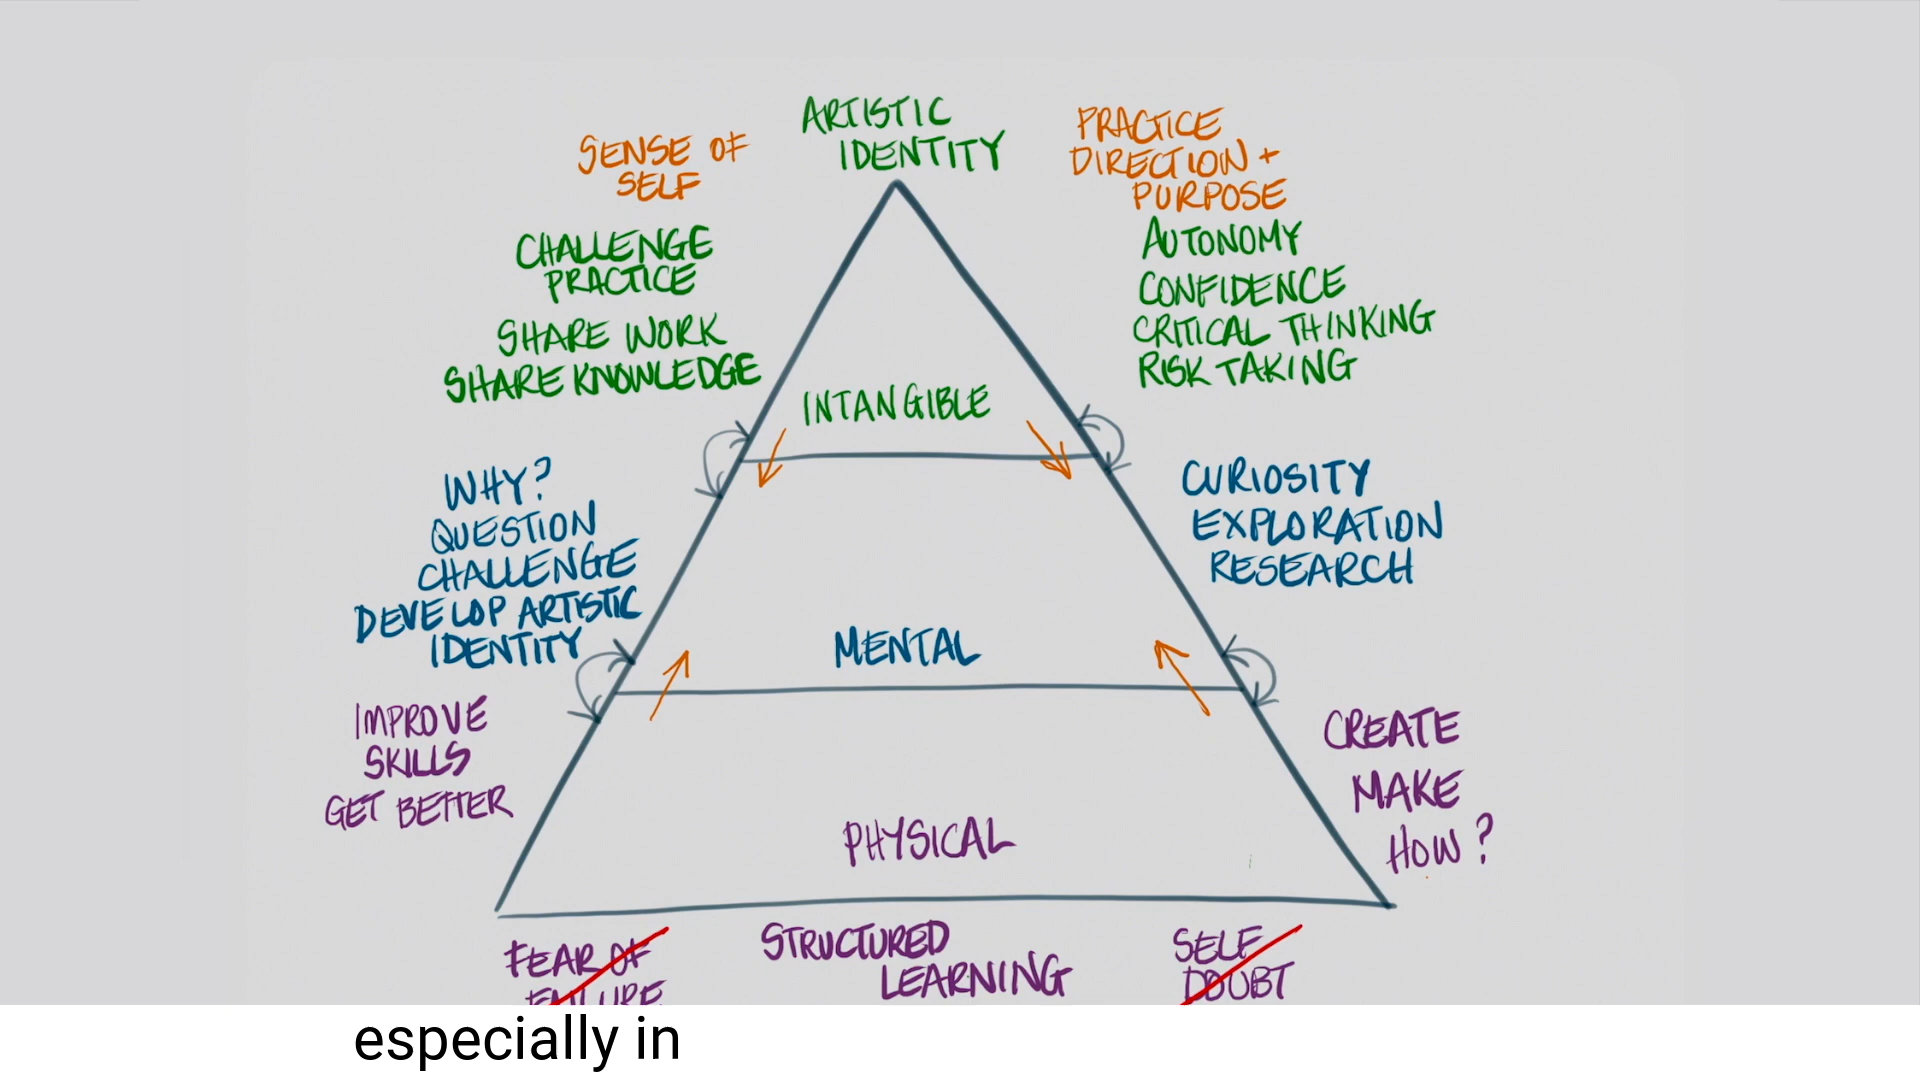 ARTISTIC
IDENTITY
SENSE OF
SELF
PRACTICE
DIRECTION +
PURPOSE
CHALLENGE
PRACTICE
SHARE WORK
SHARE KNOWLEDGE
AUTONOMY
CONFIDENCE
CRITICAL THINKING
RISK TAKING
INTANGIBLE
WHY?
QUESTION
CHALLENGE
DEVELOP ARTISTIC
IDENTITY
CURIOSITY
EXPLORATION
RESEARCH
MENTAL
IMPROVE
SKILLS
GET BETTER
CREATE
MAKE
HOW?
PHYSICAL
FEAR OF
FAILURE
STRUCTURED
LEARNING
SELF
DOUBT
especially in